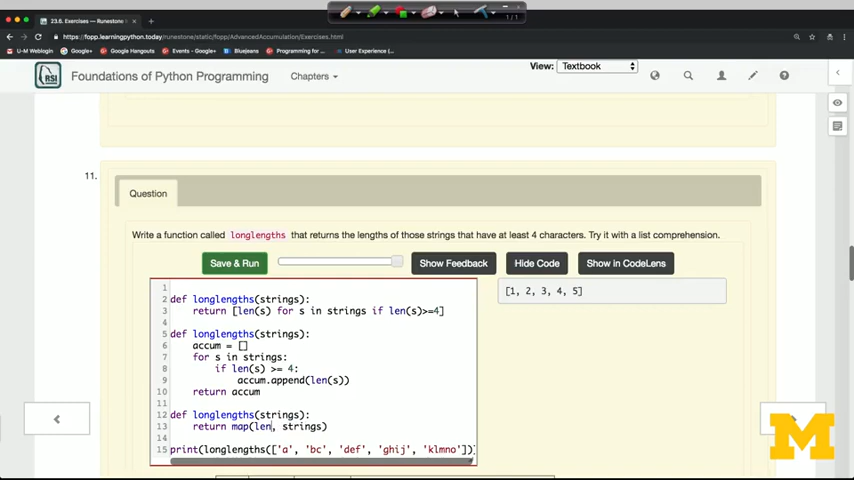 1/1
23.6. Exercises — Runestone in
https://fopp.learningpython.today/runestone/static/fopp/AdvancedAccumulation/Exercises.html
U-M Weblogin Google+ Google Hangouts Events - Google+ Bluejeans Programming for ... User Experience (...
RSI Foundations of Python Programming Chapters View: Textbook
11.
Question
Write a function called longlengths that returns the lengths of those strings that have at least 4 characters. Try it with a list comprehension.
Save & Run Show Feedback Hide Code Show in CodeLens
[1, 2, 3, 4, 5]
1
2 def longlengths(strings):
3     return [len(s) for s in strings if len(s)>=4]
4
5 def longlengths(strings):
6     accum = []
7     for s in strings:
8         if len(s) >= 4:
9             accum.append(len(s))
10     return accum
11
12 def longlengths(strings):
13     return map(len, strings)
14
15 print(longlengths(['a', 'bc', 'def', 'ghij', 'klmno']))
M